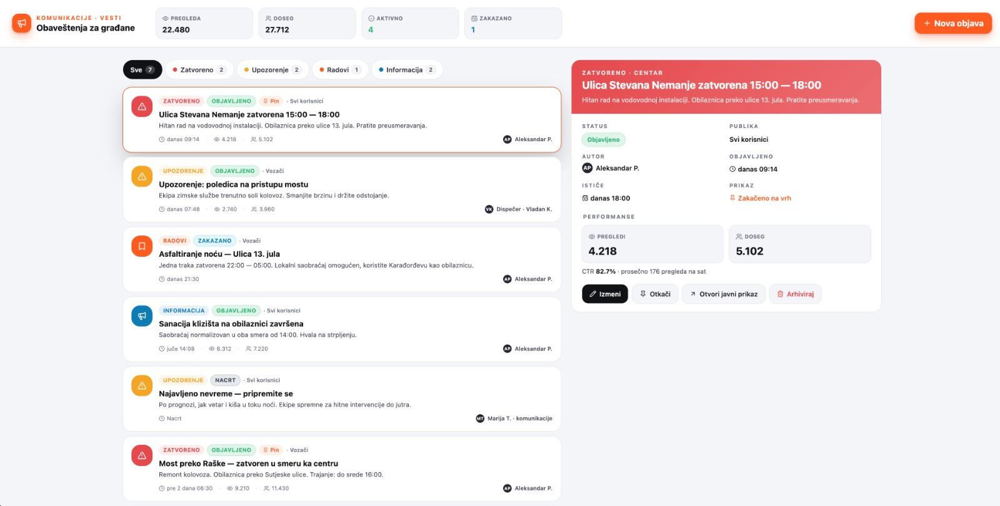 KOMUNIKACIJE · VESTI
Obaveštenja za građane
PREGLEDA
22.480
DOSEG
27.712
AKTIVNO
4
ZAKAZANO
1
+ Nova objava
Sve 7
Zatvoreno 2
Upozorenje 2
Radovi 1
Informacija 2
ZATVORENO OBJAVLJENO Pin · Svi korisnici
Ulica Stevana Nemanje zatvorena 15:00 — 18:00
Hitan rad na vodovodnoj instalaciji. Obilaznica preko ulice 13. jula. Pratite preusmeravanja.
danas 09:14 · 4.218 · 5.102
AP Aleksandar P.
UPOZORENJE OBJAVLJENO · Vozači
Upozorenje: poledica na pristupu mostu
Ekipa zimske službe trenutno soli kolovoz. Smanjite brzinu i držite odstojanje.
danas 07:48 · 2.740 · 3.960
VK Dispečer · Vladan K.
RADOVI ZAKAZANO · Vozači
Asfaltiranje noću — Ulica 13. jula
Jedna traka zatvorena 22:00 — 05:00. Lokalni saobraćaj omogućen, koristite Karađorđevu kao obilaznicu.
danas 21:30
AP Aleksandar P.
INFORMACIJA OBJAVLJENO · Svi korisnici
Sanacija klizišta na obilaznici završena
Saobraćaj normalizovan u oba smera od 14:00. Hvala na strpljenju.
juče 14:08 · 6.312 · 7.220
AP Aleksandar P.
UPOZORENJE NACRT · Svi korisnici
Najavljeno nevreme — pripremite se
Po prognozi, jak vetar i kiša u toku noći. Ekipe spremne za hitne intervencije do jutra.
Nacrt
MT Marija T. · komunikacije
ZATVORENO OBJAVLJENO Pin · Vozači
Most preko Raške — zatvoren u smeru ka centru
Remont kolovoza. Obilaznica preko Sutjeske ulice. Trajanje: do srede 16:00.
pre 2 dana 06:30 · 9.210 · 11.430
AP Aleksandar P.
ZATVORENO · CENTAR
Ulica Stevana Nemanje zatvorena 15:00 — 18:00
Hitan rad na vodovodnoj instalaciji. Obilaznica preko ulice 13. jula. Pratite preusmeravanja.
STATUS
Objavljeno
PUBLIKA
Svi korisnici
AUTOR
AP Aleksandar P.
OBJAVLJENO
danas 09:14
ISTIČE
danas 18:00
PRIKAZ
Zakačeno na vrh
PERFORMANSE
PREGLEDI
4.218
DOSEG
5.102
CTR 82.7% · prosečno 176 pregleda na sat
Izmeni
Otkači
Otvori javni prikaz
Arhiviraj